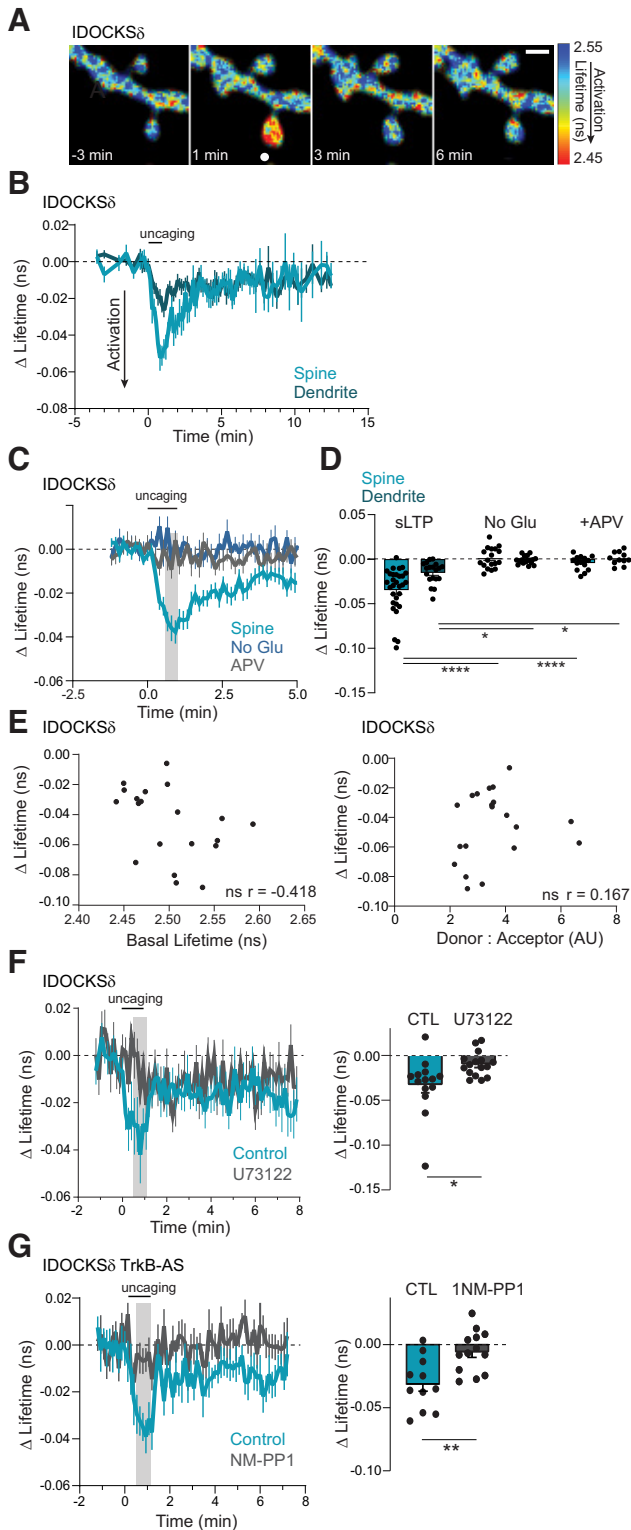 A
IDOCKSδ
-3 min
1 min
3 min
6 min
2.55
Activation
Lifetime (ns)
2.45
B
IDOCKSδ
uncaging
0.02
0.00
-0.02
-0.04
-0.06
-0.08
Δ Lifetime (ns)
Activation
Spine
Dendrite
-5 0 5 10 15
Time (min)
C
IDOCKSδ
uncaging
0.00
-0.02
-0.04
-0.06
Δ Lifetime (ns)
Spine
No Glu
APV
-2.5 0.0 2.5 5.0
Time (min)
D
Spine
Dendrite
sLTP No Glu +APV
0.05
0.00
-0.05
-0.10
-0.15
Δ Lifetime (ns)
* *
**** ****
E
IDOCKSδ
0.00
-0.02
-0.04
-0.06
-0.08
-0.10
Δ Lifetime (ns)
ns r = -0.418
2.40 2.45 2.50 2.55 2.60 2.65
Basal Lifetime (ns)
IDOCKSδ
0.00
-0.02
-0.04
-0.06
-0.08
-0.10
Δ Lifetime (ns)
ns r = 0.167
0 2 4 6 8
Donor : Acceptor (AU)
F
IDOCKSδ
uncaging
0.02
0.00
-0.02
-0.04
-0.06
Δ Lifetime (ns)
Control
U73122
-2 0 2 4 6 8
Time (min)
CTL U73122
0.00
-0.05
-0.10
-0.15
Δ Lifetime (ns)
*
G
IDOCKSδ TrkB-AS
uncaging
0.02
0.00
-0.02
-0.04
-0.06
Δ Lifetime (ns)
Control
NM-PP1
0 2 4 6 8
Time (min)
CTL 1NM-PP1
0.00
-0.05
-0.10
Δ Lifetime (ns)
**